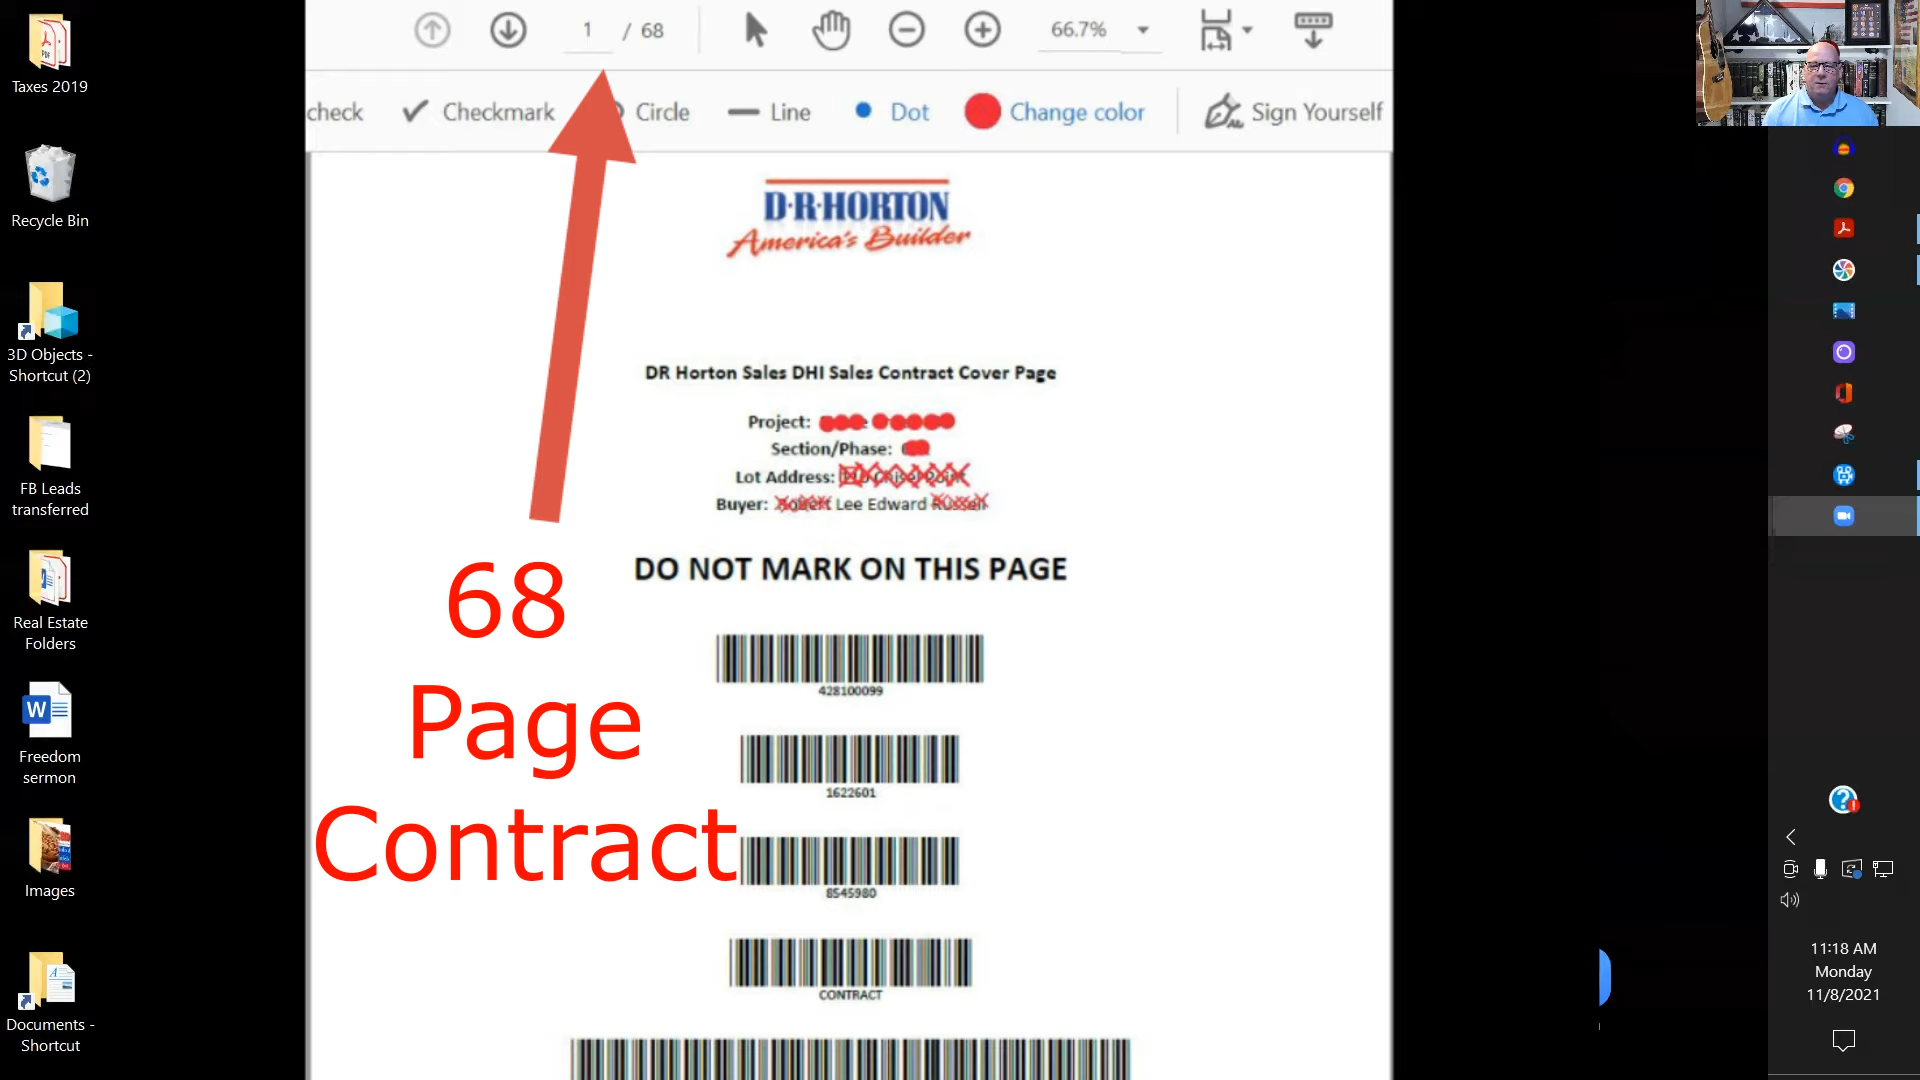 Taxes 2019
Recycle Bin
3D Objects -
Shortcut (2)
FB Leads
transferred
Real Estate
Folders
Freedom
sermon
Images
Documents -
Shortcut
1 / 68
66.7%
check
Checkmark
Circle
Line
Dot
Change color
Sign Yourself
D·R·HORTON
America's Builder
DR Horton Sales DHI Sales Contract Cover Page
Project:
Section/Phase:
Lot Address:
Buyer: Lee Edward
DO NOT MARK ON THIS PAGE
428100099
1622601
8545980
CONTRACT
68
Page
Contract
11:18 AM
Monday
11/8/2021